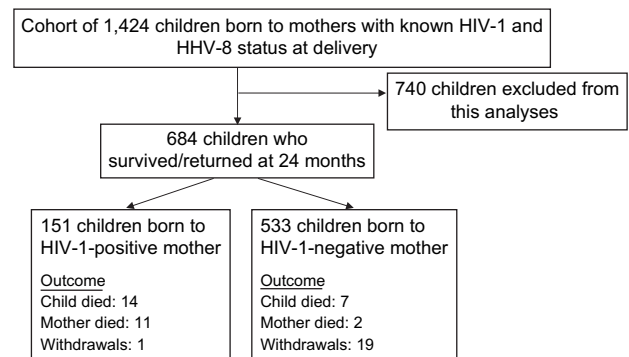 Cohort of 1,424 children born to mothers with known HIV-1 and
HHV-8 status at delivery
740 children excluded from
this analyses
684 children who
survived/returned at 24 months
151 children born to
HIV-1-positive mother
Outcome
Child died: 14
Mother died: 11
Withdrawals: 1
533 children born to
HIV-1-negative mother
Outcome
Child died: 7
Mother died: 2
Withdrawals: 19